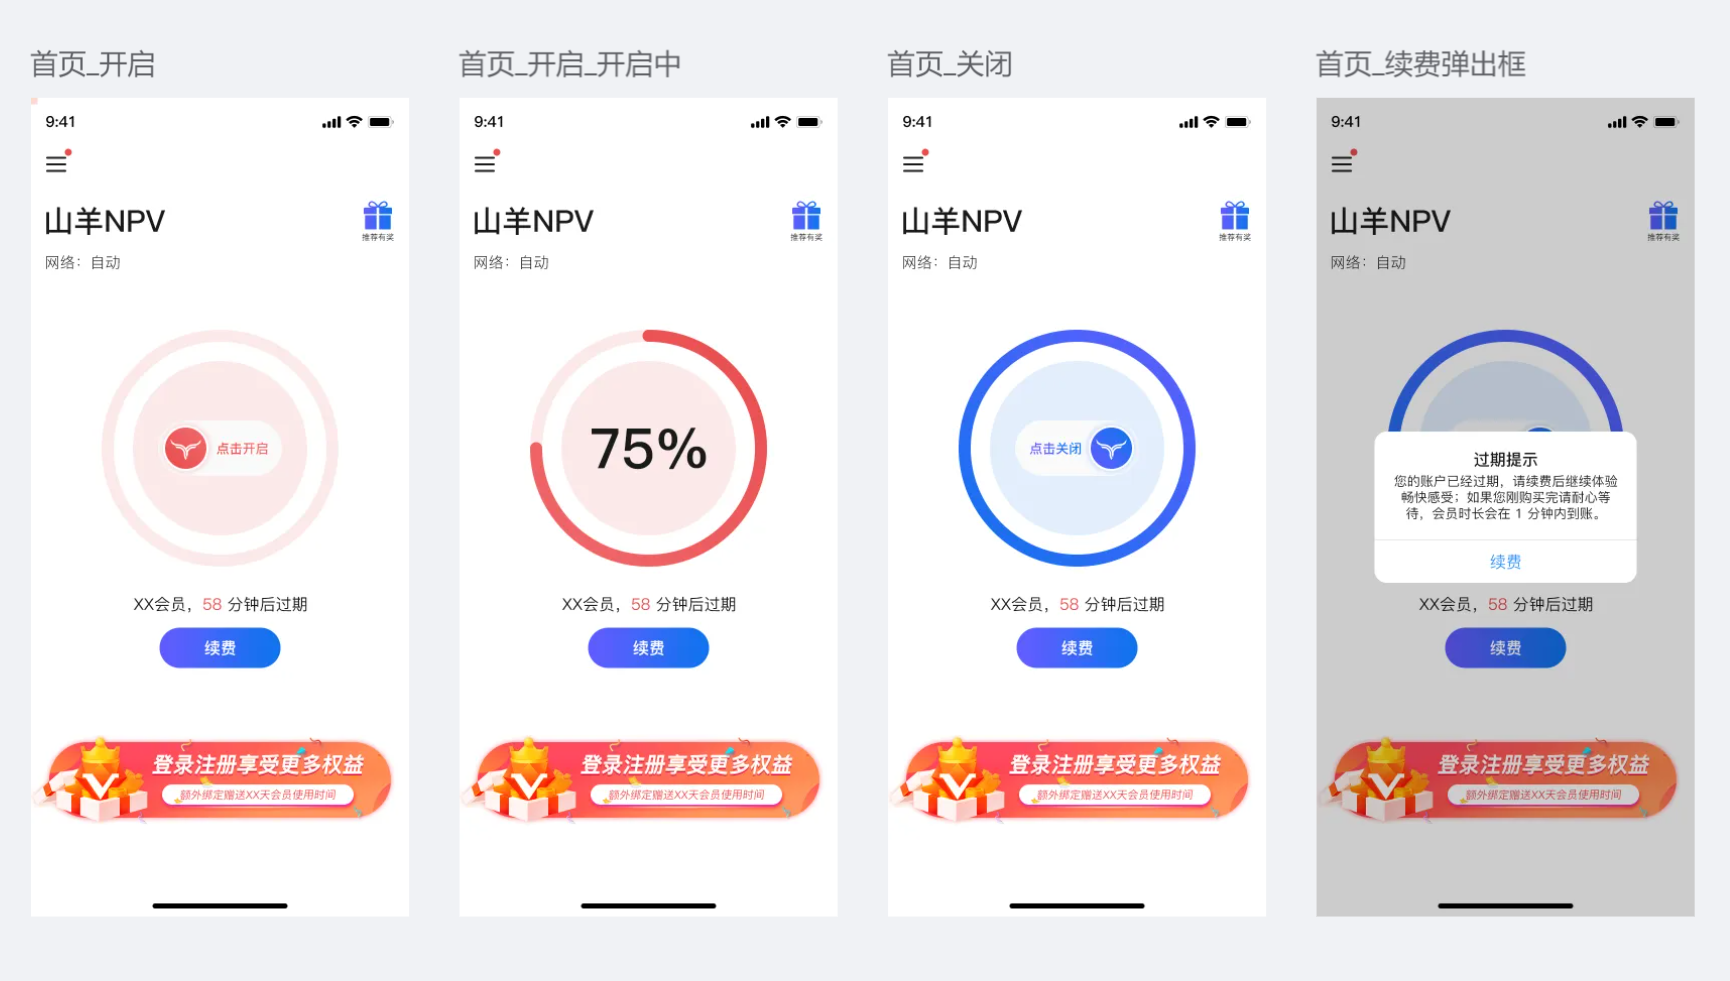 首页_开启
9:41
山羊NPV
推荐有奖
网络：自动
点击开启
XX会员，58 分钟后过期
续费
登录注册享受更多权益
额外绑定赠送XX天会员使用时间
首页_开启_开启中
9:41
山羊NPV
推荐有奖
网络：自动
75%
XX会员，58 分钟后过期
续费
登录注册享受更多权益
额外绑定赠送XX天会员使用时间
首页_关闭
9:41
山羊NPV
推荐有奖
网络：自动
点击关闭
XX会员，58 分钟后过期
续费
登录注册享受更多权益
额外绑定赠送XX天会员使用时间
首页_续费弹出框
9:41
山羊NPV
推荐有奖
网络：自动
过期提示
您的账户已经过期，请续费后继续体验
畅快感受；如果您刚购买完请耐心等
待，会员时长会在 1 分钟内到账。
续费
XX会员，58 分钟后过期
续费
登录注册享受更多权益
额外绑定赠送XX天会员使用时间